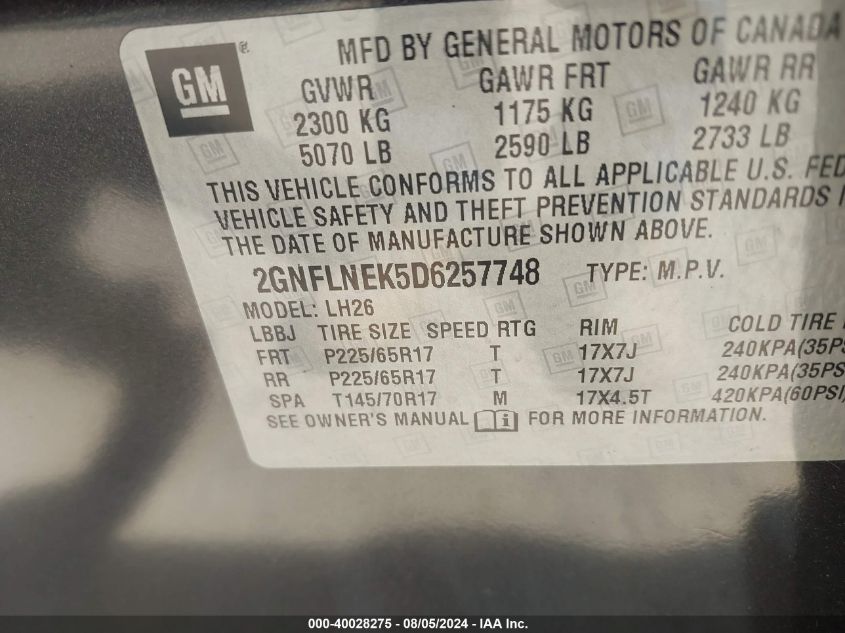 GM ®
MFD BY GENERAL MOTORS OF CANADA
GVWR GAWR FRT GAWR RR
2300 KG 1175 KG 1240 KG
5070 LB 2590 LB 2733 LB
THIS VEHICLE CONFORMS TO ALL APPLICABLE U.S. FED
VEHICLE SAFETY AND THEFT PREVENTION STANDARDS I
THE DATE OF MANUFACTURE SHOWN ABOVE.
2GNFLNEK5D6257748 TYPE: M.P.V.
MODEL: LH26
LBBJ TIRE SIZE SPEED RTG RIM COLD TIRE
FRT P225/65R17 T 17X7J 240KPA(35PS
RR P225/65R17 T 17X7J 240KPA(35PS
SPA T145/70R17 M 17X4.5T 420KPA(60PSI)
SEE OWNER'S MANUAL i FOR MORE INFORMATION.
000-40028275 - 08/05/2024 - IAA Inc.